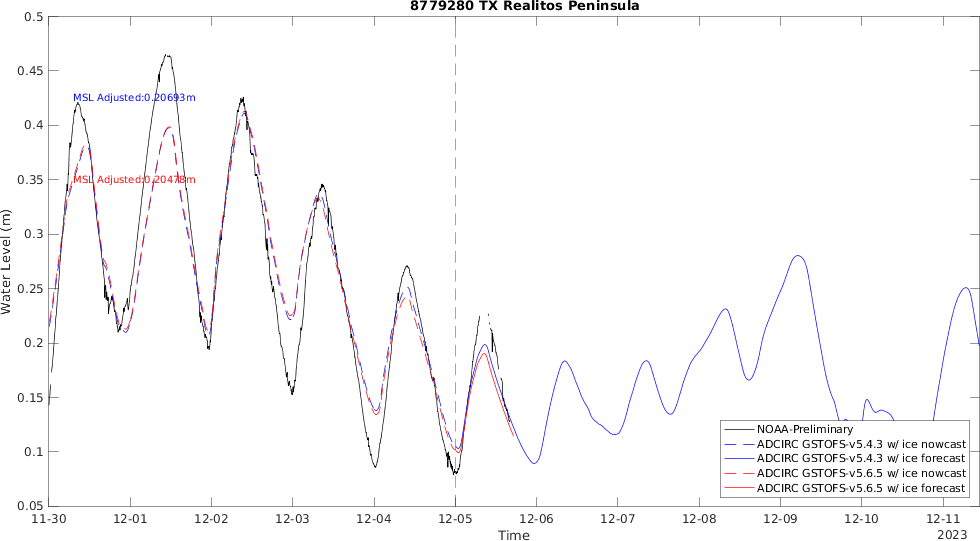 8779280 TX Realitos Peninsula
0.5
0.45
0.4
0.35
0.3
0.25
0.2
0.15
0.1
0.05
Water Level (m)
MSL Adjusted:0.20693m
MSL Adjusted:0.20478m
NOAA-Preliminary
ADCIRC GSTOFS-v5.4.3 w/ ice nowcast
ADCIRC GSTOFS-v5.4.3 w/ ice forecast
ADCIRC GSTOFS-v5.6.5 w/ ice nowcast
ADCIRC GSTOFS-v5.6.5 w/ ice forecast
11-30 12-01 12-02 12-03 12-04 12-05 12-06 12-07 12-08 12-09 12-10 12-11
Time
2023